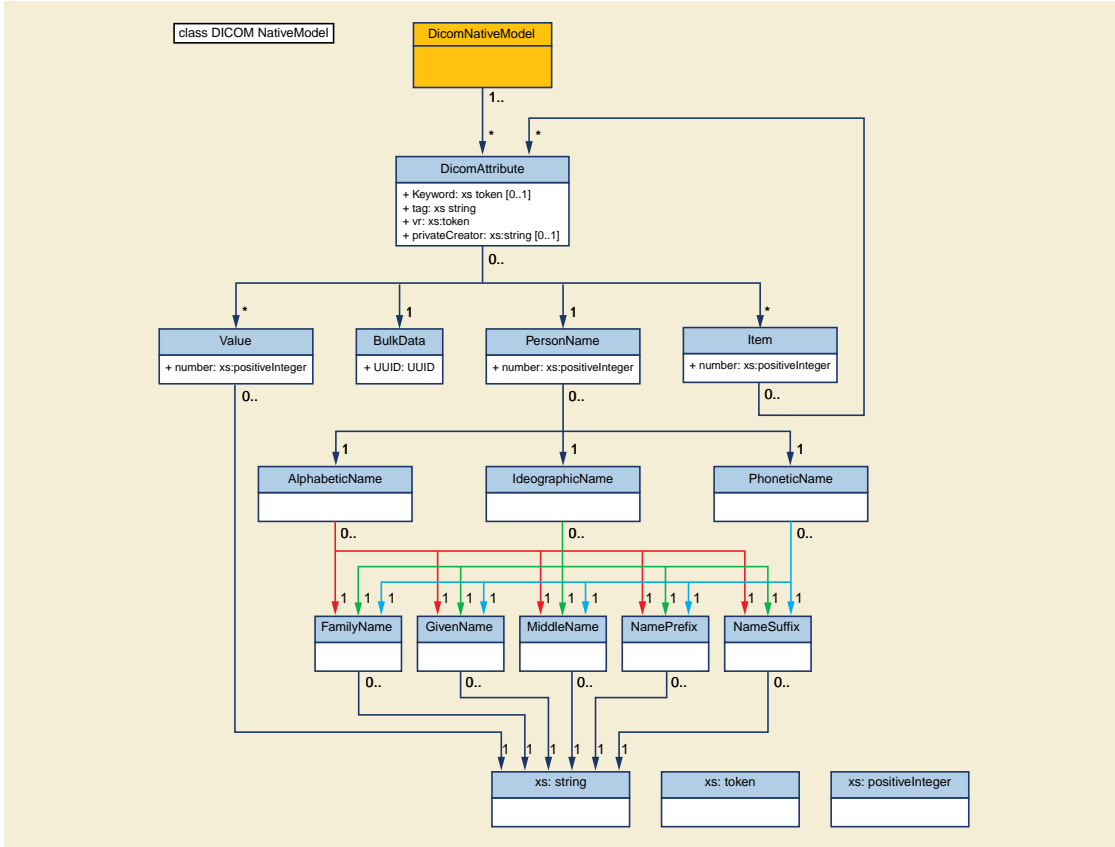 class DICOM NativeModel
DicomNativeModel
1..
* *
DicomAttribute
+ Keyword: xs token [0..1]
+ tag: xs string
+ vr: xs:token
+ privateCreator: xs:string [0..1]
0..
* 1 1 *
Value BulkData PersonName Item
+ number: xs:positiveInteger + UUID: UUID + number: xs:positiveInteger + number: xs:positiveInteger
0.. 0.. 0..
1 1 1
AlphabeticName IdeographicName PhoneticName
0.. 0.. 0..
1 1 1 1 1 1 1 1 1 1 1 1 1 1 1
FamilyName GivenName MiddleName NamePrefix NameSuffix
0.. 0.. 0.. 0.. 0..
1 1 1 1 1 1
xs: string xs: token xs: positiveInteger